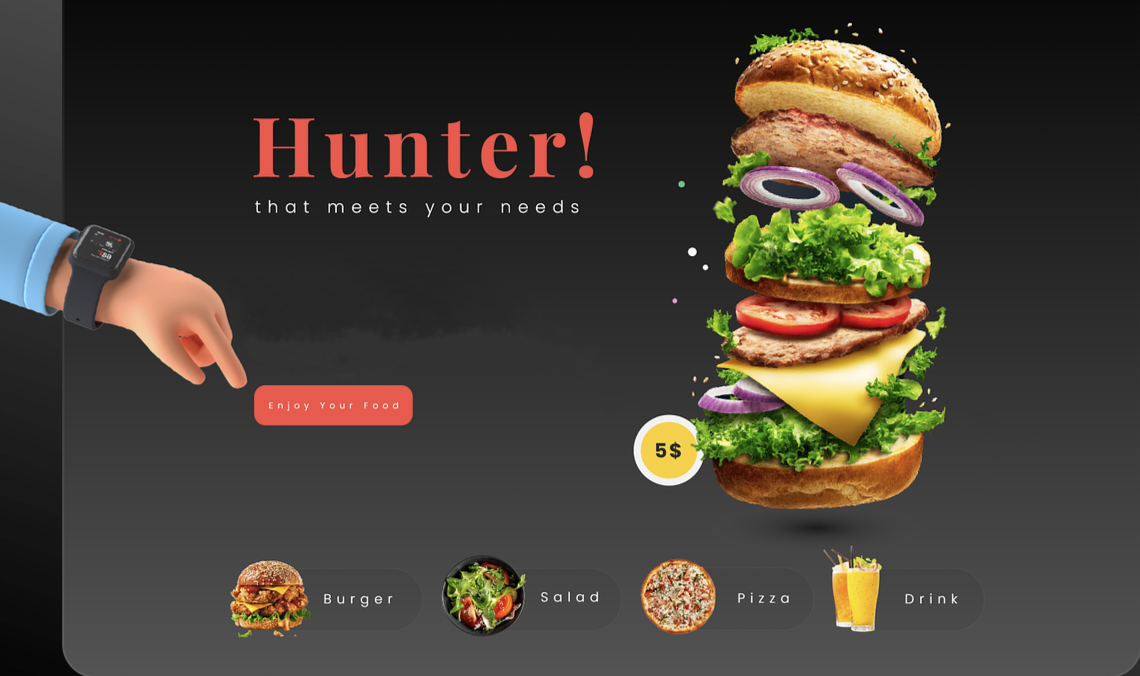 Hunter!
that meets your needs
Enjoy Your Food
5$
Burger
Salad
Pizza
Drink